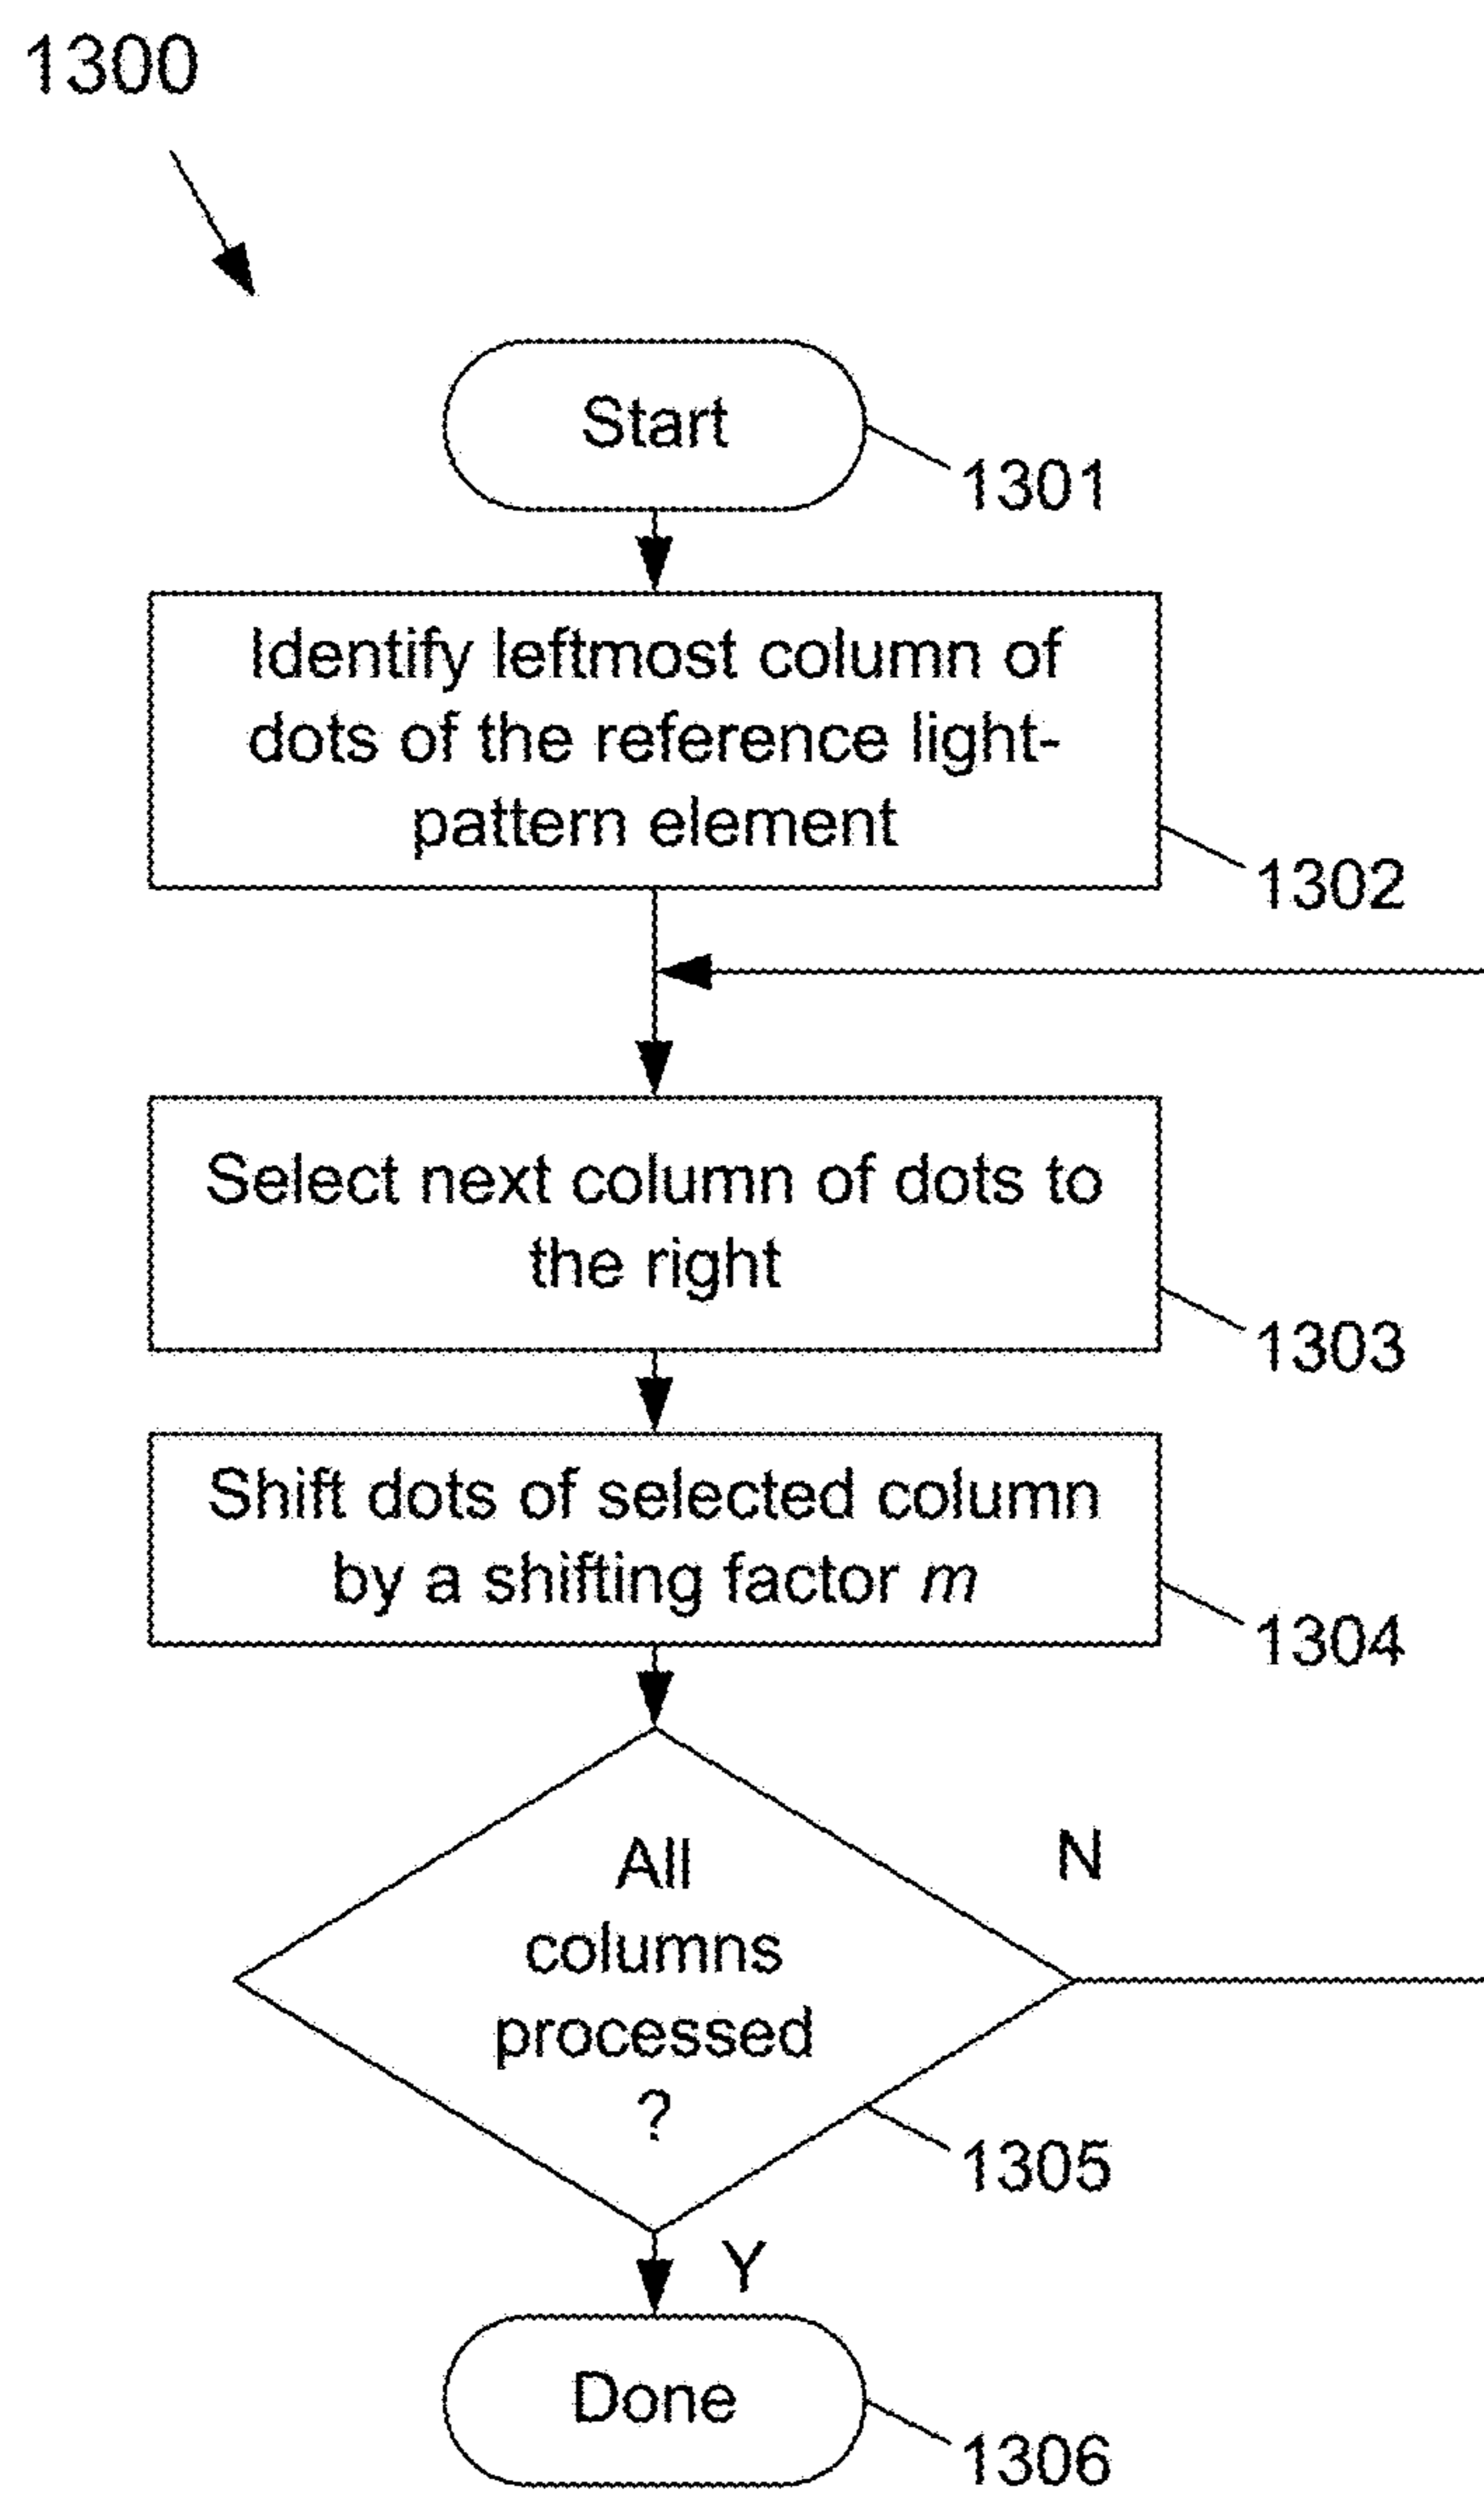 1300
Start
1301
Identify leftmost column of
dots of the reference light-
pattern element
1302
Select next column of dots to
the right
1303
Shift dots of selected column
by a shifting factor m
1304
All
columns
processed
?
N
1305
Y
Done
1306